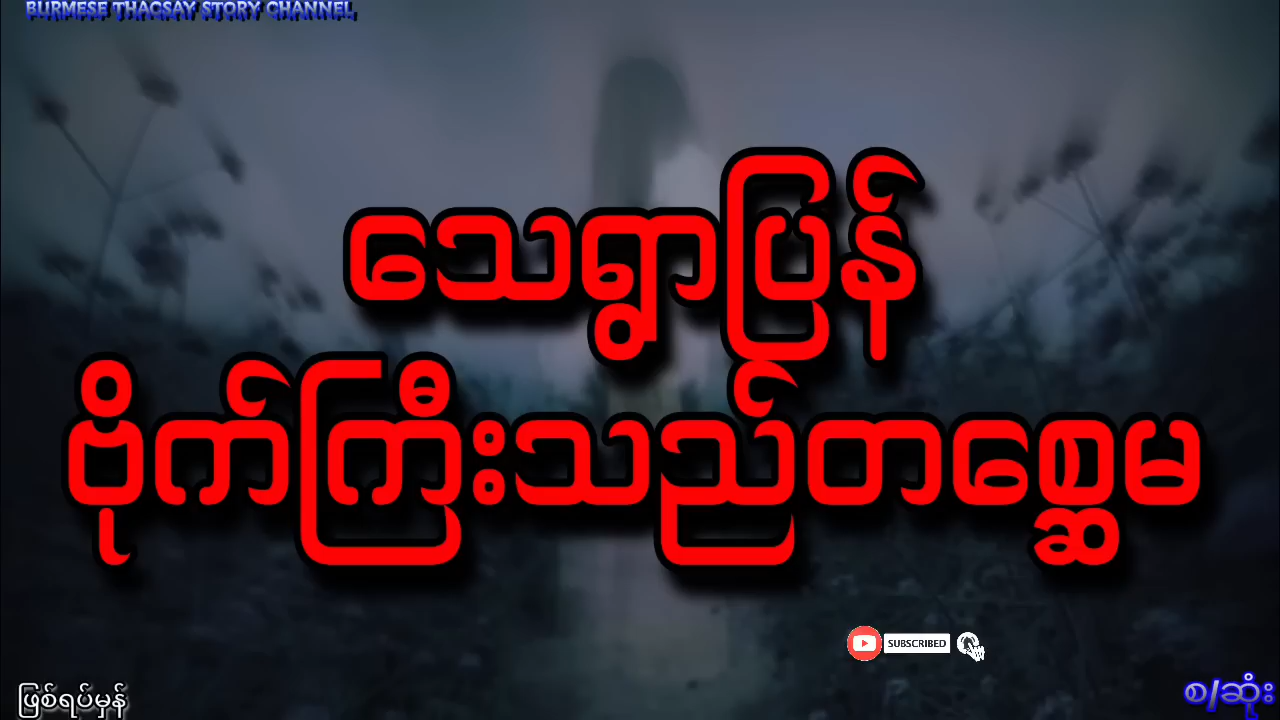 BURMESE THAGSAY STORY CHANNEL
သေရွာပြန်
ဗိုက်ကြီးသည်တစ္ဆေမ
SUBSCRIBED
ဖြစ်ရပ်မှန်
စ/ဆုံး